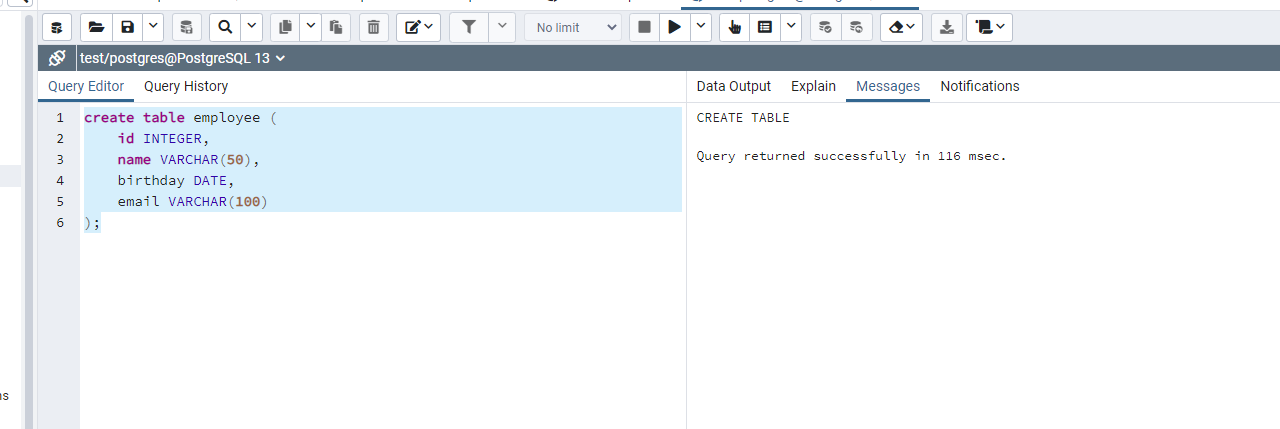 No limit
test/postgres@PostgreSQL 13
Query Editor Query History
Data Output Explain Messages Notifications
1 create table employee (
2 id INTEGER,
3 name VARCHAR(50),
4 birthday DATE,
5 email VARCHAR(100)
6 );
CREATE TABLE
Query returned successfully in 116 msec.